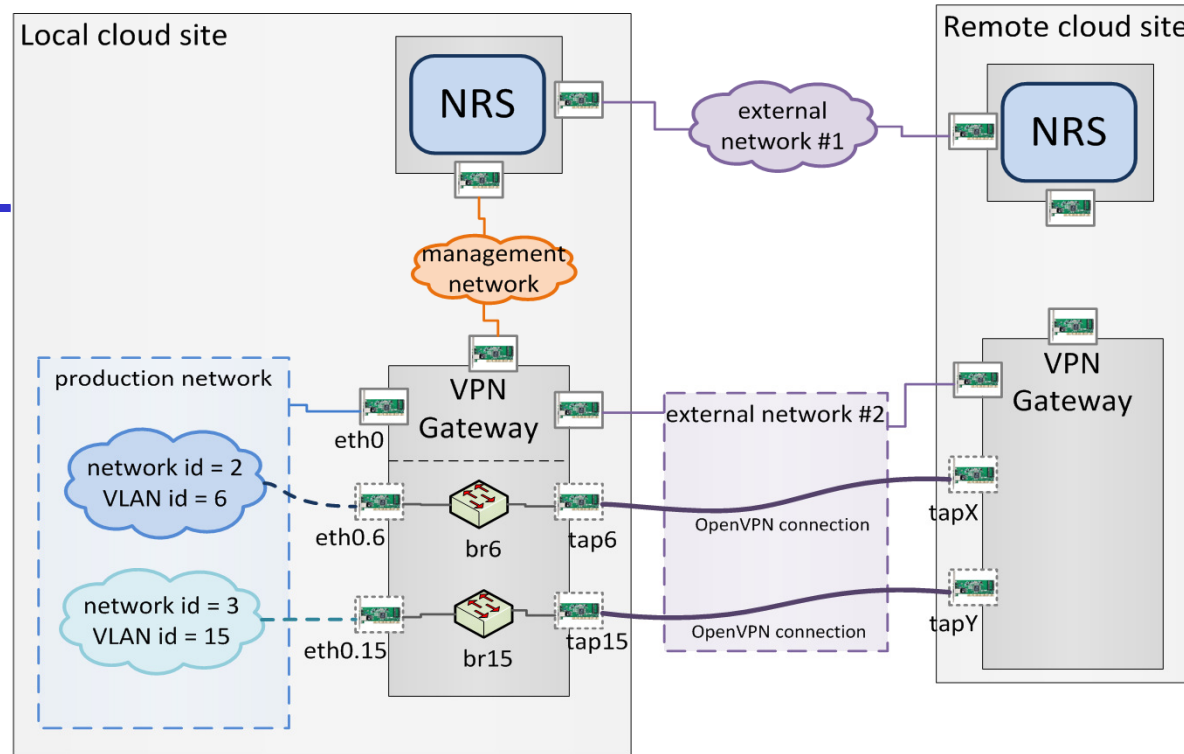 Local cloud site
Remote cloud site
NRS
external
network #1
NRS
management
network
production network
VPN
Gateway
external network #2
VPN
Gateway
eth0
network id = 2
VLAN id = 6
eth0.6
br6
tap6
OpenVPN connection
tapX
network id = 3
VLAN id = 15
eth0.15
br15
tap15
OpenVPN connection
tapY